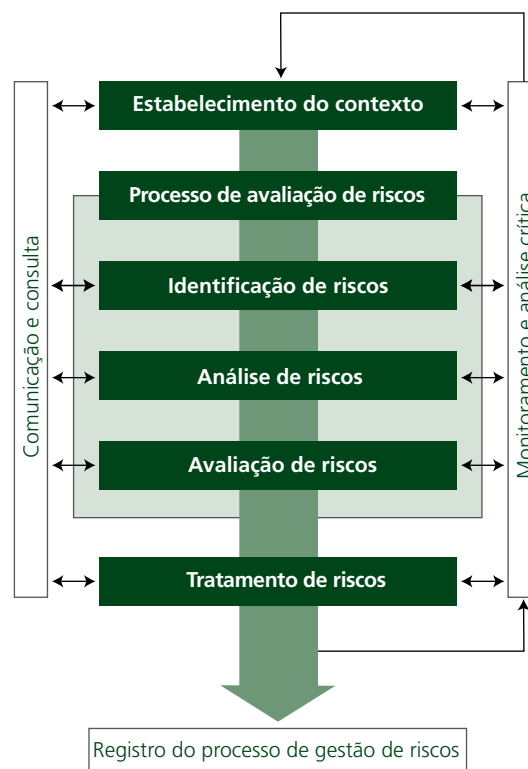 Estabelecimento do contexto
Processo de avaliação de riscos
Identificação de riscos
Análise de riscos
Avaliação de riscos
Tratamento de riscos
Registro do processo de gestão de riscos
Comunicação e consulta
Monitoramento e análise crítica